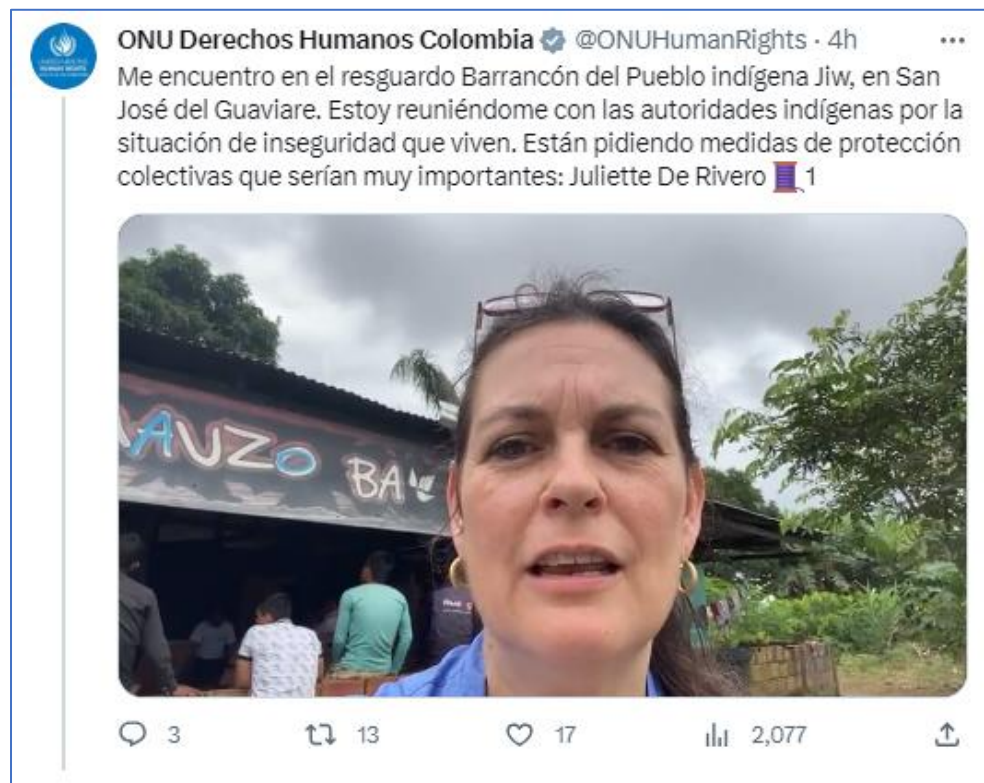 ONU Derechos Humanos Colombia @ONUHumanRights · 4h
Me encuentro en el resguardo Barrancón del Pueblo indígena Jiw, en San
José del Guaviare. Estoy reuniéndome con las autoridades indígenas por la
situación de inseguridad que viven. Están pidiendo medidas de protección
colectivas que serían muy importantes: Juliette De Rivero 🧵1
AUZO BA
3 13 17 2,077